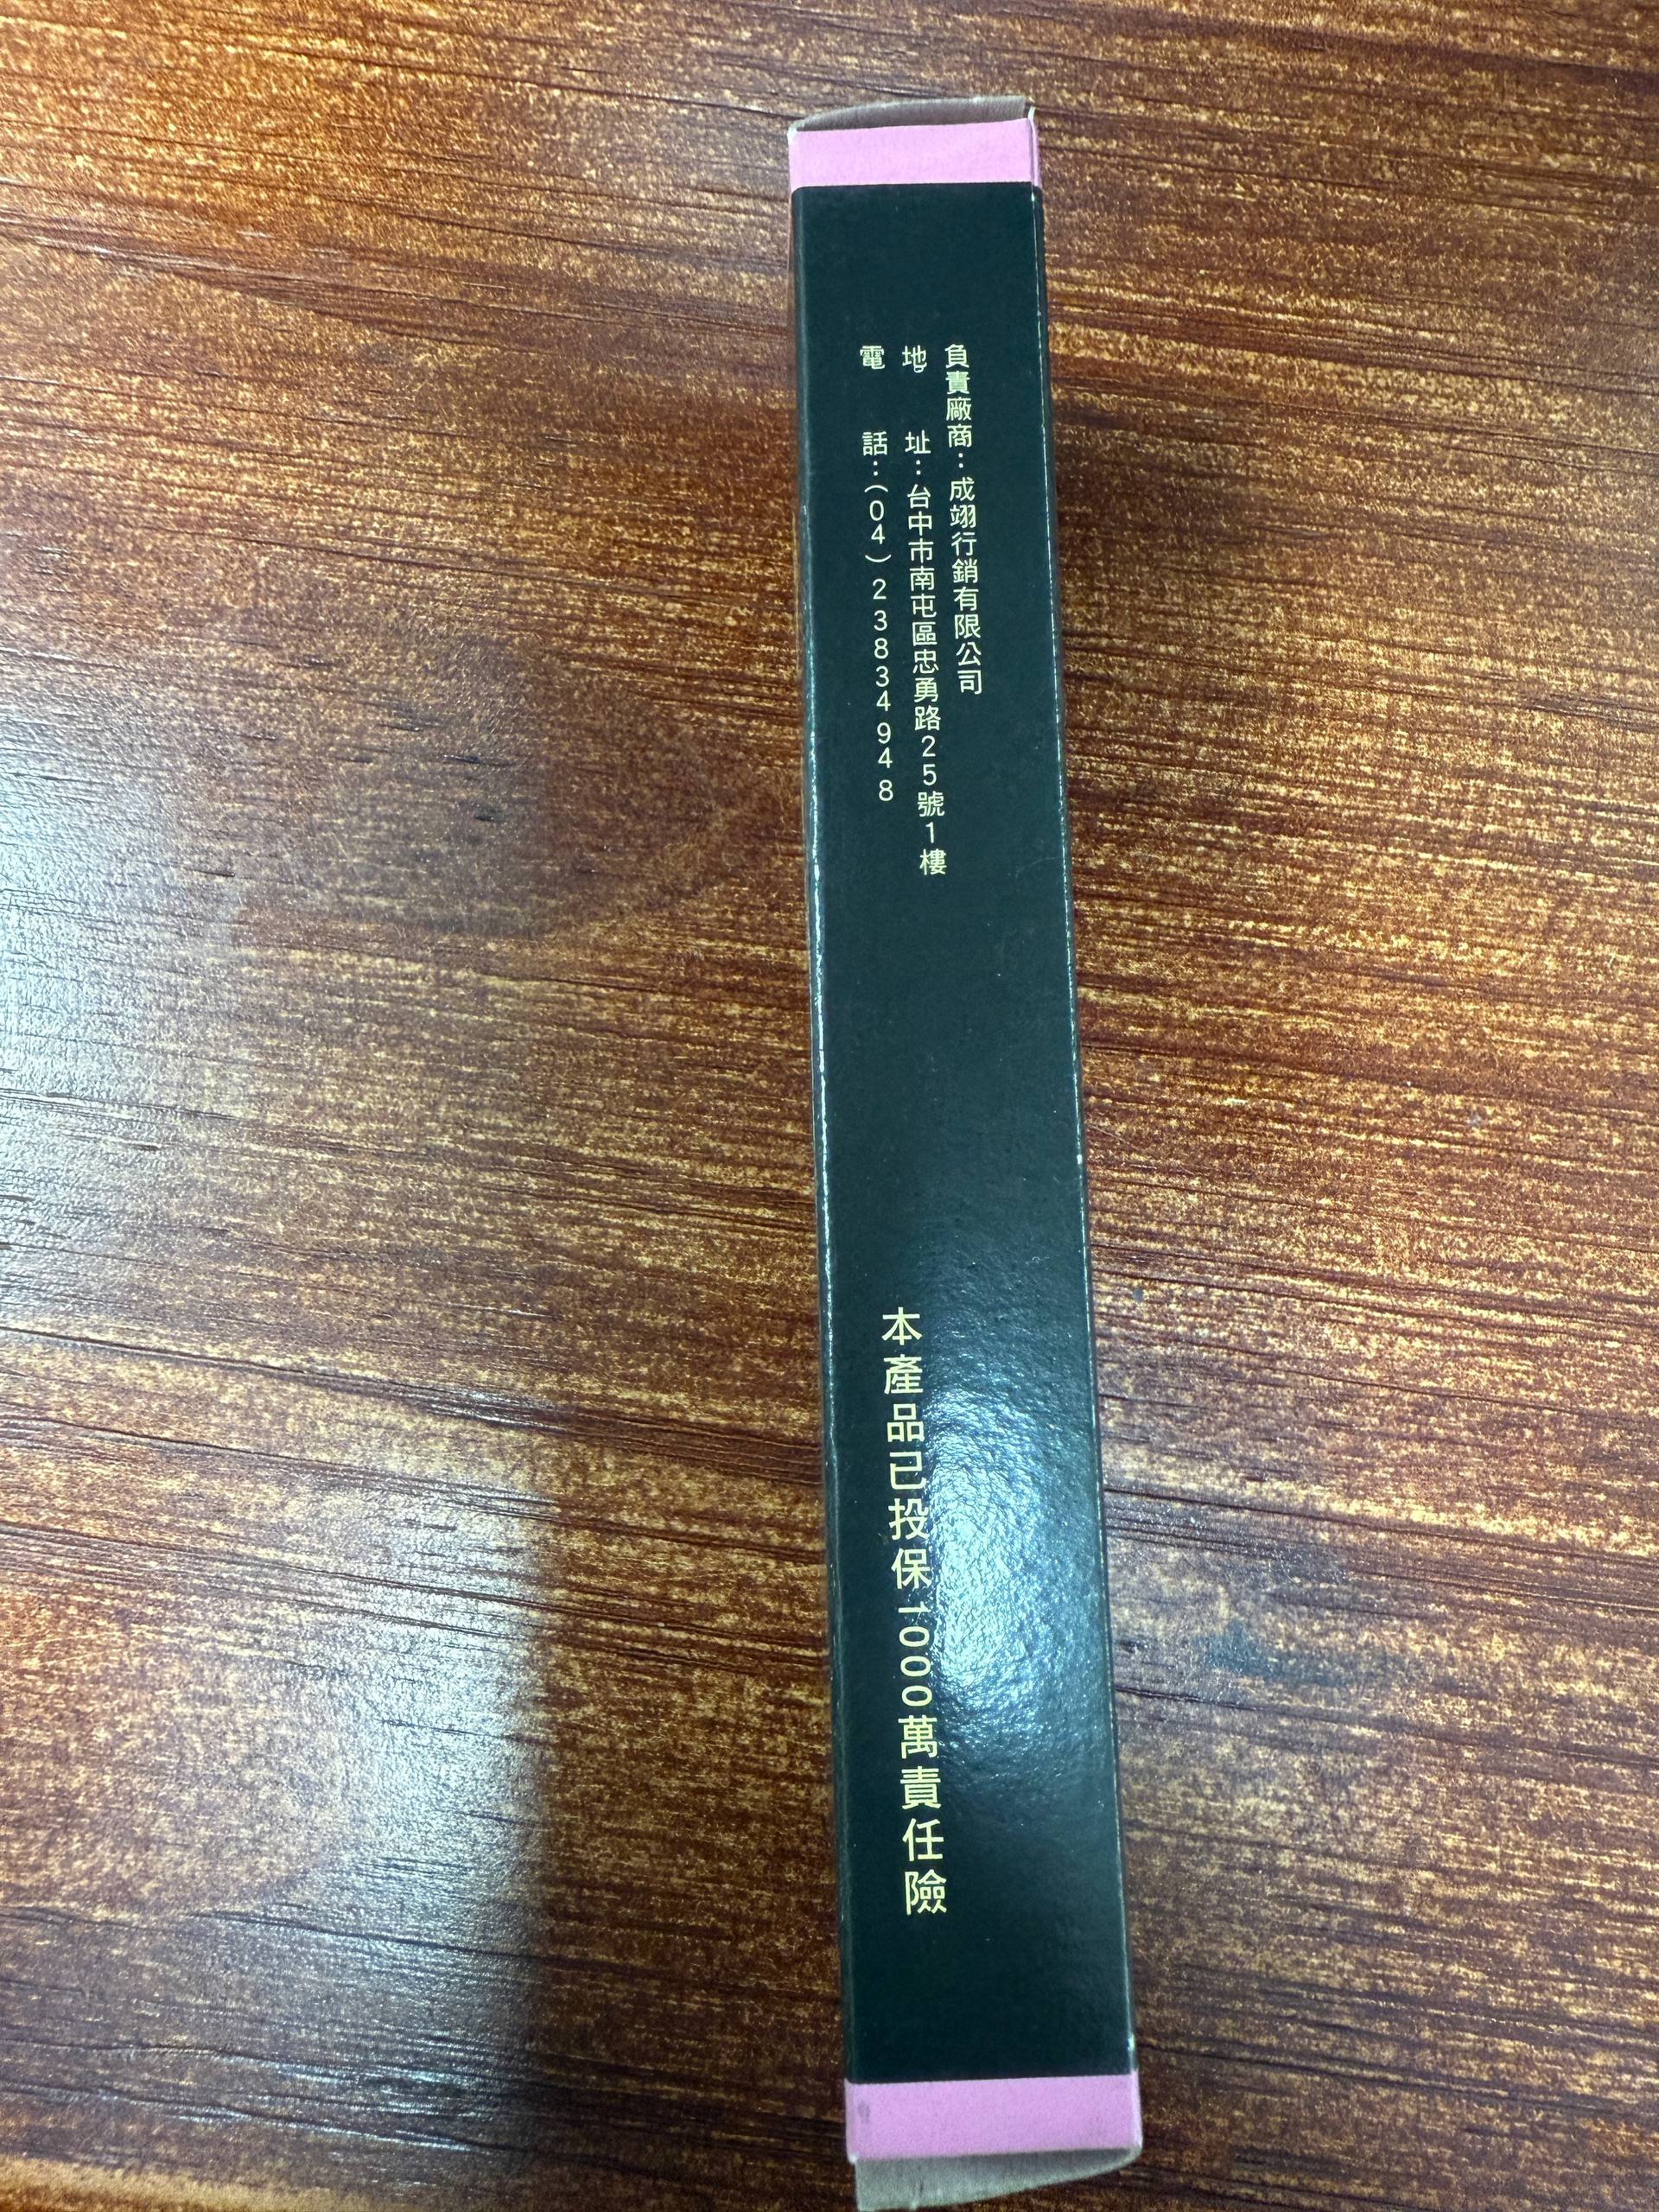 負責廠商：成翊行銷有限公司
地址：台中市南屯區忠勇路25號1樓
電話：(04)23834948
本產品已投保1000萬責任險